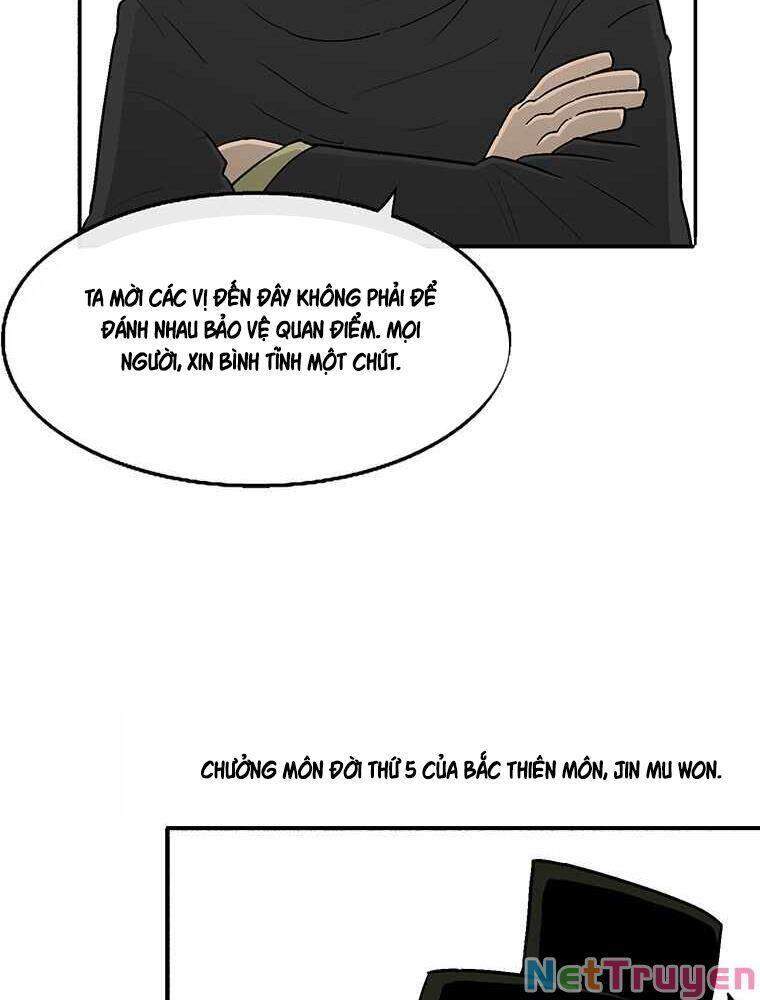 TA MỜI CÁC VỊ ĐẾN ĐÂY KHÔNG PHẢI ĐỂ
ĐÁNH NHAU BẢO VỆ QUAN ĐIỂM. MỌI
NGƯỜI, XIN BÌNH TĨNH MỘT CHÚT.
CHƯỞNG MÔN ĐỜI THỨ 5 CỦA BẮC THIÊN MÔN, JIN MU WON.
NetTruyen